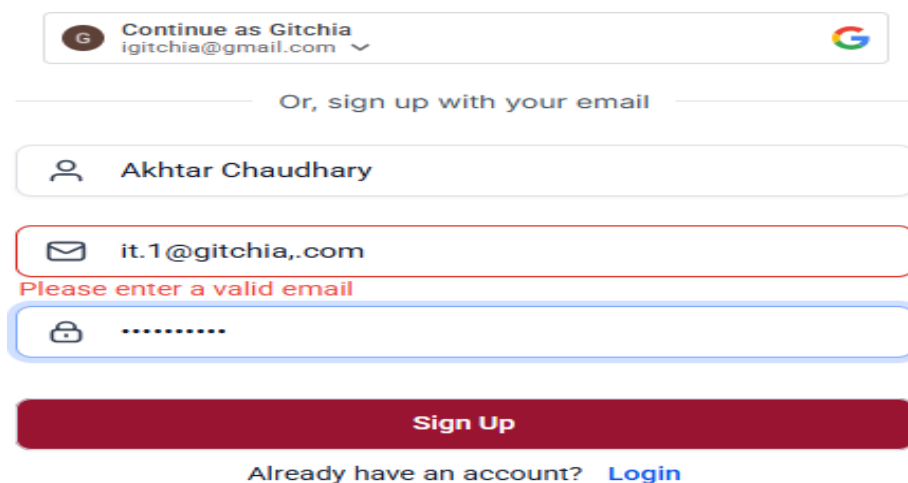 G
Continue as Gitchia
igitchia@gmail.com
Or, sign up with your email
Akhtar Chaudhary
it.1@gitchia,.com
Please enter a valid email
••••••••••
Sign Up
Already have an account? Login